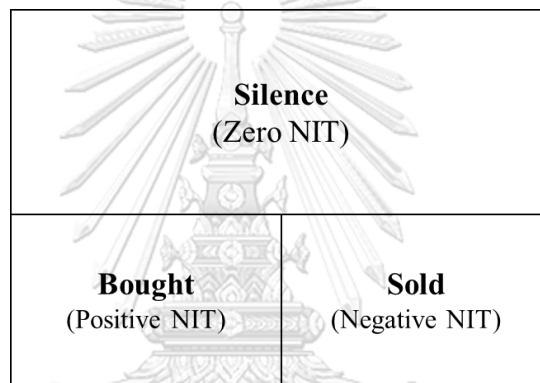 Silence
(Zero NIT)
Bought
(Positive NIT)
Sold
(Negative NIT)